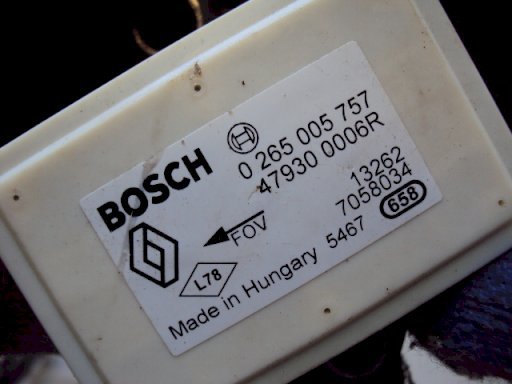 BOSCH
0 265 005 757
47930 0006R
13262
7058034
FOV
L78
658
Made in Hungary 5467